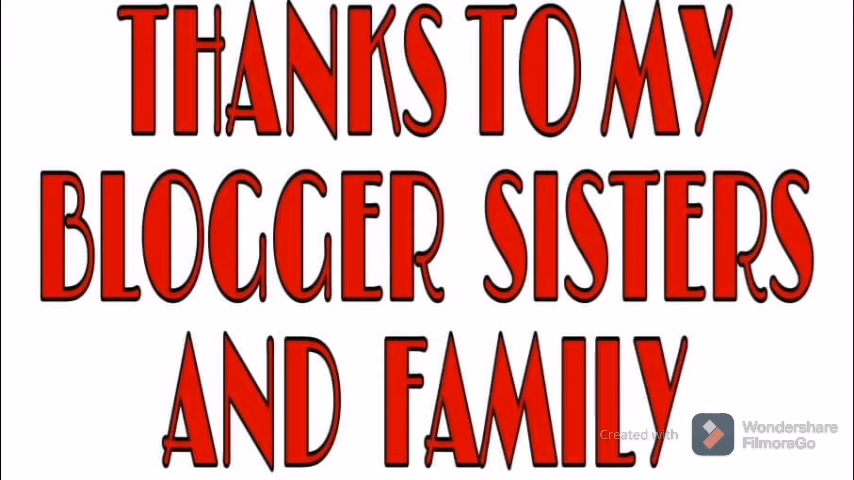 THANKS TO MY
BLOGGER SISTERS
AND FAMILY
Created with
Wondershare
FilmoraGo